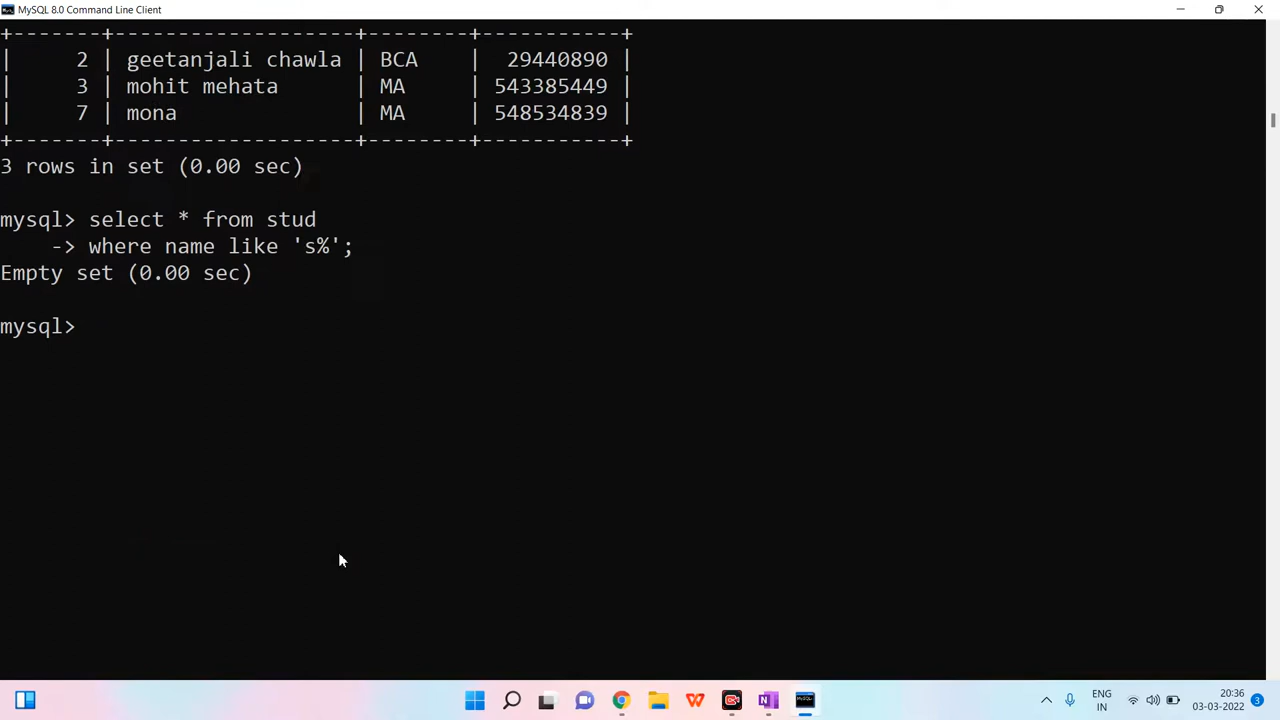 MySQL 8.0 Command Line Client
+-------+-------------------+--------+-----------+
|     2 | geetanjali chawla | BCA    |  29440890 |
|     3 | mohit mehata      | MA     | 543385449 |
|     7 | mona              | MA     | 548534839 |
+-------+-------------------+--------+-----------+
3 rows in set (0.00 sec)
mysql> select * from stud
    -> where name like 's%';
Empty set (0.00 sec)
mysql>
W
N
ENG
IN
20:36
03-03-2022
3